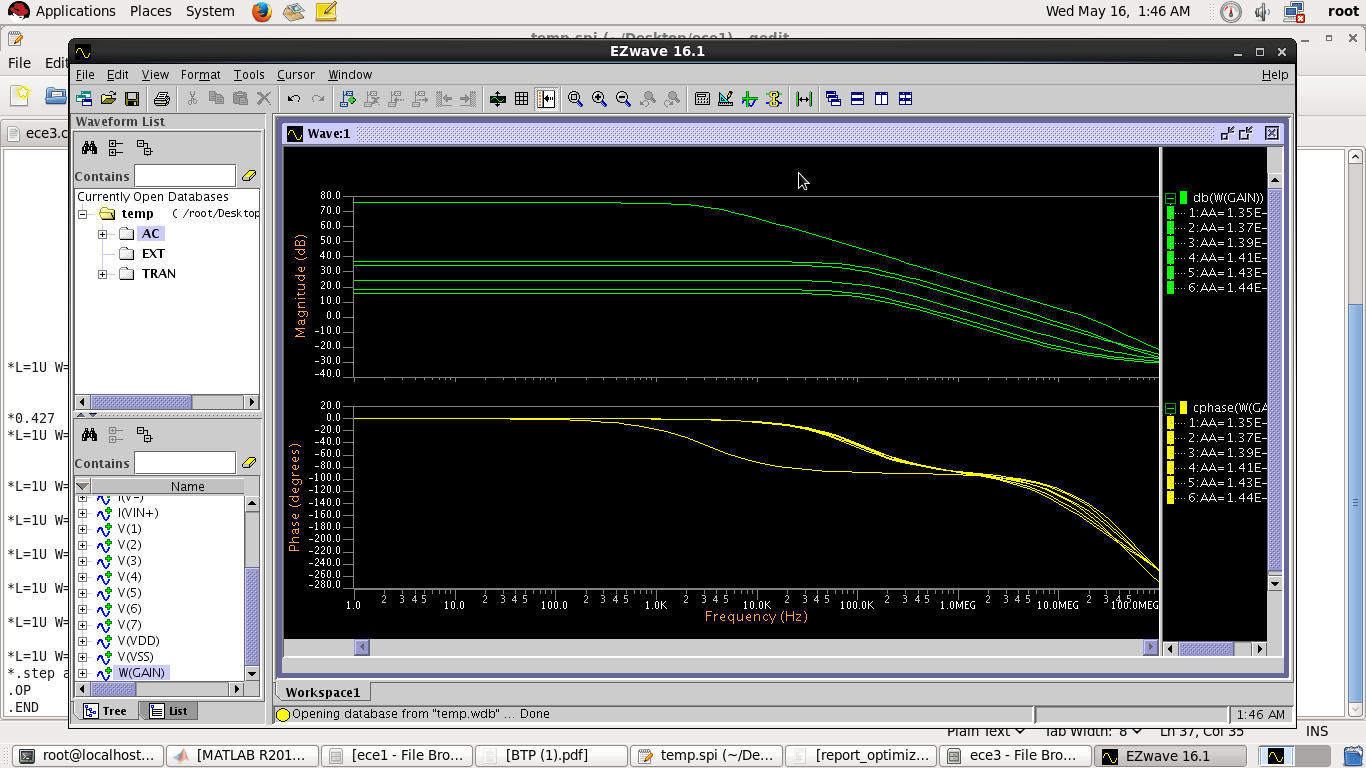 Applications Places System Wed May 16, 1:46 AM root
temp.spi (~/Desktop/ece1) - gedit
EZwave 16.1
File Edit
File Edit View Format Tools Cursor Window Help
ece3.c
Waveform List
Contains
Currently Open Databases
temp ( /root/Desktop
AC
EXT
TRAN
Contains
Name
I(V-)
I(VIN+)
V(1)
V(2)
V(3)
V(4)
V(5)
V(6)
V(7)
V(VDD)
V(VSS)
W(GAIN)
Tree List
*L=1U W=
*0.427
*L=1U W=
*L=1U W=
*L=1U W=
*L=1U W=
*L=1U W=
*L=1U W=
*L=1U W=
*.step a
.OP
.END
Wave:1
Magnitude (dB)
80.0
70.0
60.0
50.0
40.0
30.0
20.0
10.0
0.0
-10.0
-20.0
-30.0
-40.0
db(W(GAIN))
1:AA=1.35E-
2:AA=1.37E-
3:AA=1.39E-
4:AA=1.41E-
5:AA=1.43E-
6:AA=1.44E-
Phase (degrees)
20.0
0.0
-20.0
-40.0
-60.0
-80.0
-100.0
-120.0
-140.0
-160.0
-180.0
-200.0
-220.0
-240.0
-260.0
-280.0
cphase(W(GA
1:AA=1.35E-
2:AA=1.37E-
3:AA=1.39E-
4:AA=1.41E-
5:AA=1.43E-
6:AA=1.44E-
1.0 2 3 4 5 10.0 2 3 4 5 100.0 2 3 4 5 1.0K 2 3 4 5 10.0K 2 3 4 5 100.0K 2 3 4 5 1.0MEG 2 3 4 5 10.0MEG 2 3 4 5 100.0MEG
Frequency (Hz)
Workspace1
Opening database from "temp.wdb" ... Done 1:46 AM
Plain Text Tab Width: 8 Ln 37, Col 35 INS
root@localhost... [MATLAB R201... [ece1 - File Bro... [BTP (1).pdf] temp.spi (~/De... [report_optimiz... ece3 - File Brow... EZwave 16.1